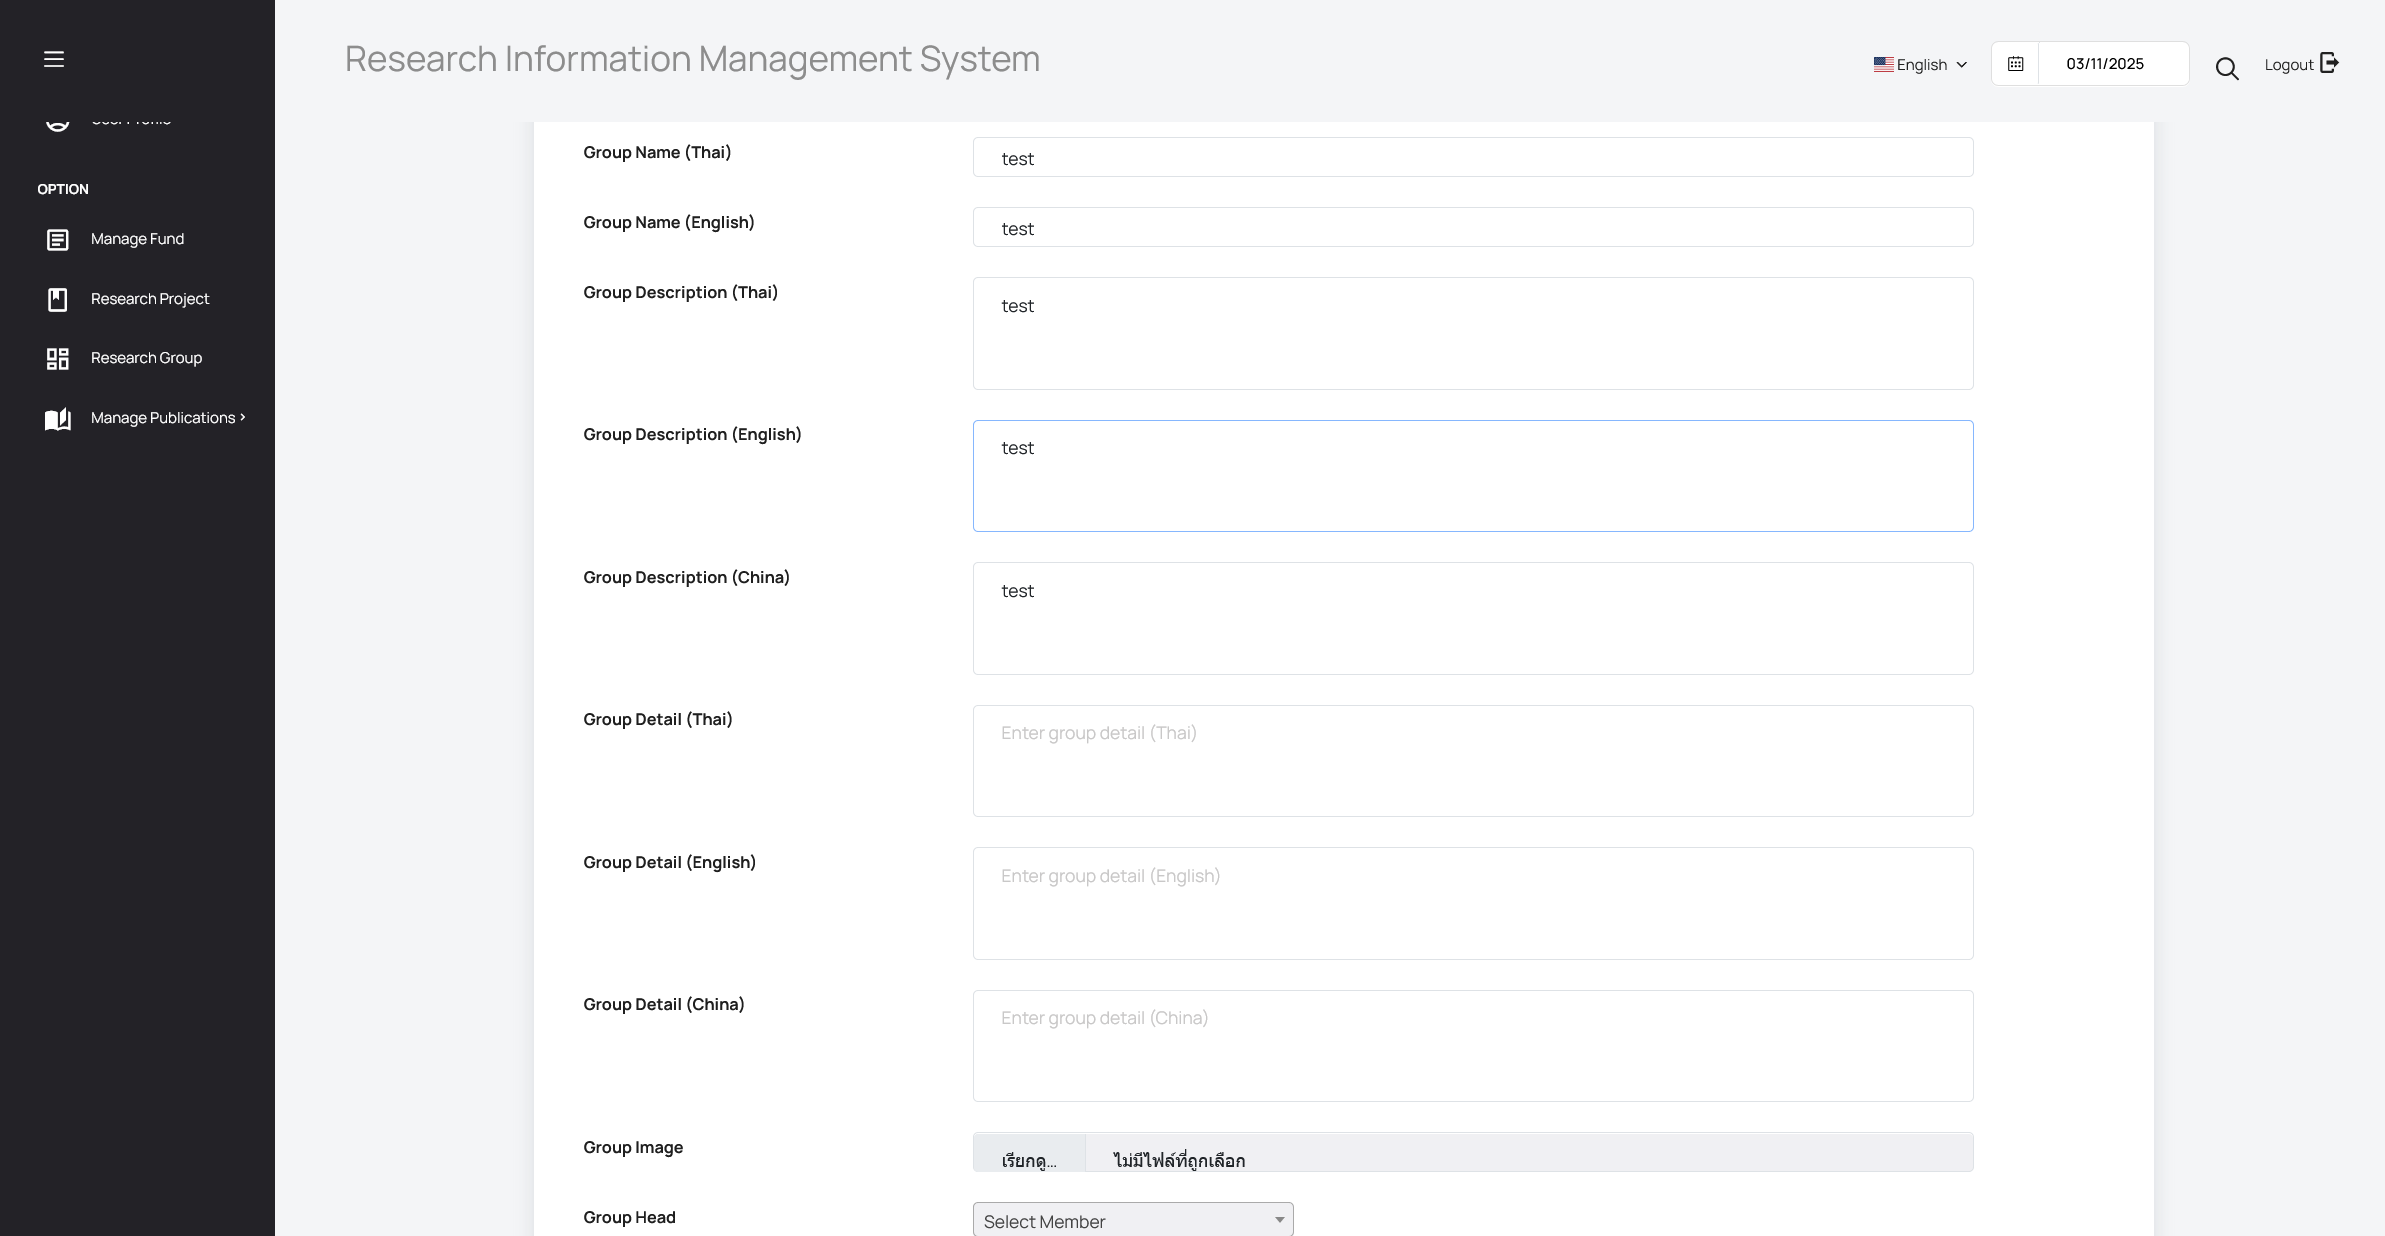 Research Information Management System
English
03/11/2025
Logout
OPTION
Manage Fund
Research Project
Research Group
Manage Publications
Group Name (Thai)
test
Group Name (English)
test
Group Description (Thai)
test
Group Description (English)
test
Group Description (China)
test
Group Detail (Thai)
Enter group detail (Thai)
Group Detail (English)
Enter group detail (English)
Group Detail (China)
Enter group detail (China)
Group Image
เรียกดู... ไม่มีไฟล์ที่ถูกเลือก
Group Head
Select Member